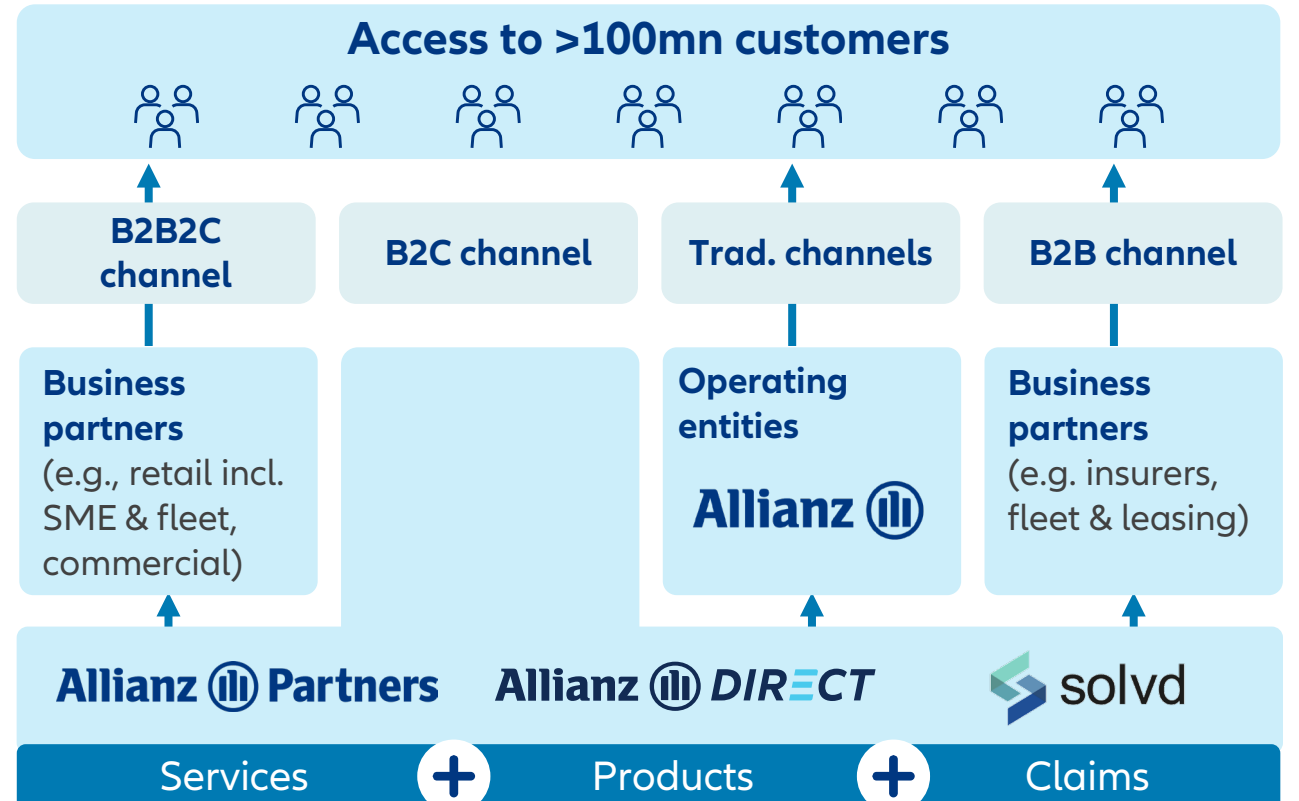 Access to >100mn customers
B2B2C
channel
B2C channel
Trad. channels
B2B channel
Business
partners
(e.g., retail incl.
SME & fleet,
commercial)
Operating
entities
Allianz
Business
partners
(e.g. insurers,
fleet & leasing)
Allianz Partners
Allianz DIRECT
solvd
Services + Products + Claims